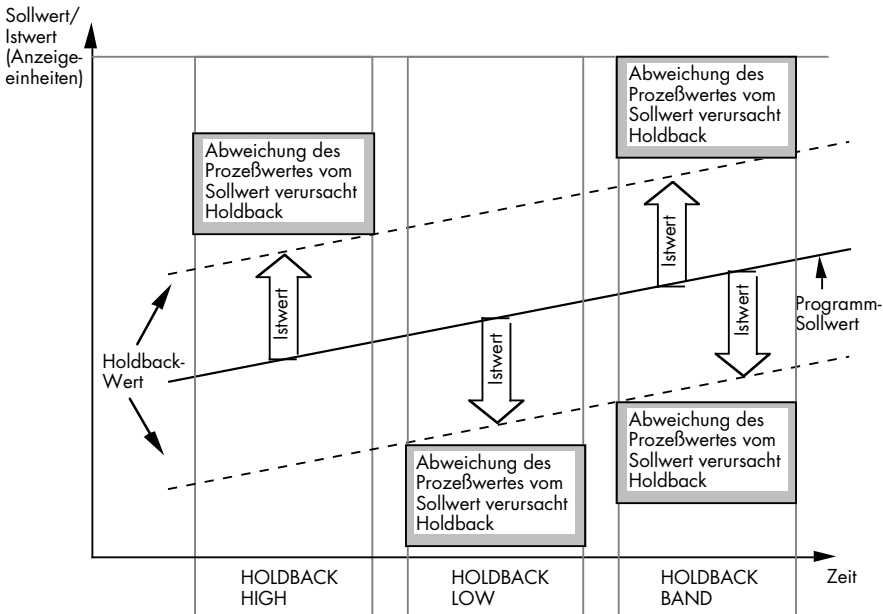 Sollwert/
Istwert
(Anzeige-
einheiten)
Abweichung des
Prozeßwertes vom
Sollwert verursacht
Holdback
Abweichung des
Prozeßwertes vom
Sollwert verursacht
Holdback
Istwert
Istwert
Istwert
Istwert
Programm-
Sollwert
Holdback-
Wert
Abweichung des
Prozeßwertes vom
Sollwert verursacht
Holdback
Abweichung des
Prozeßwertes vom
Sollwert verursacht
Holdback
HOLDBACK
HIGH
HOLDBACK
LOW
HOLDBACK
BAND
Zeit